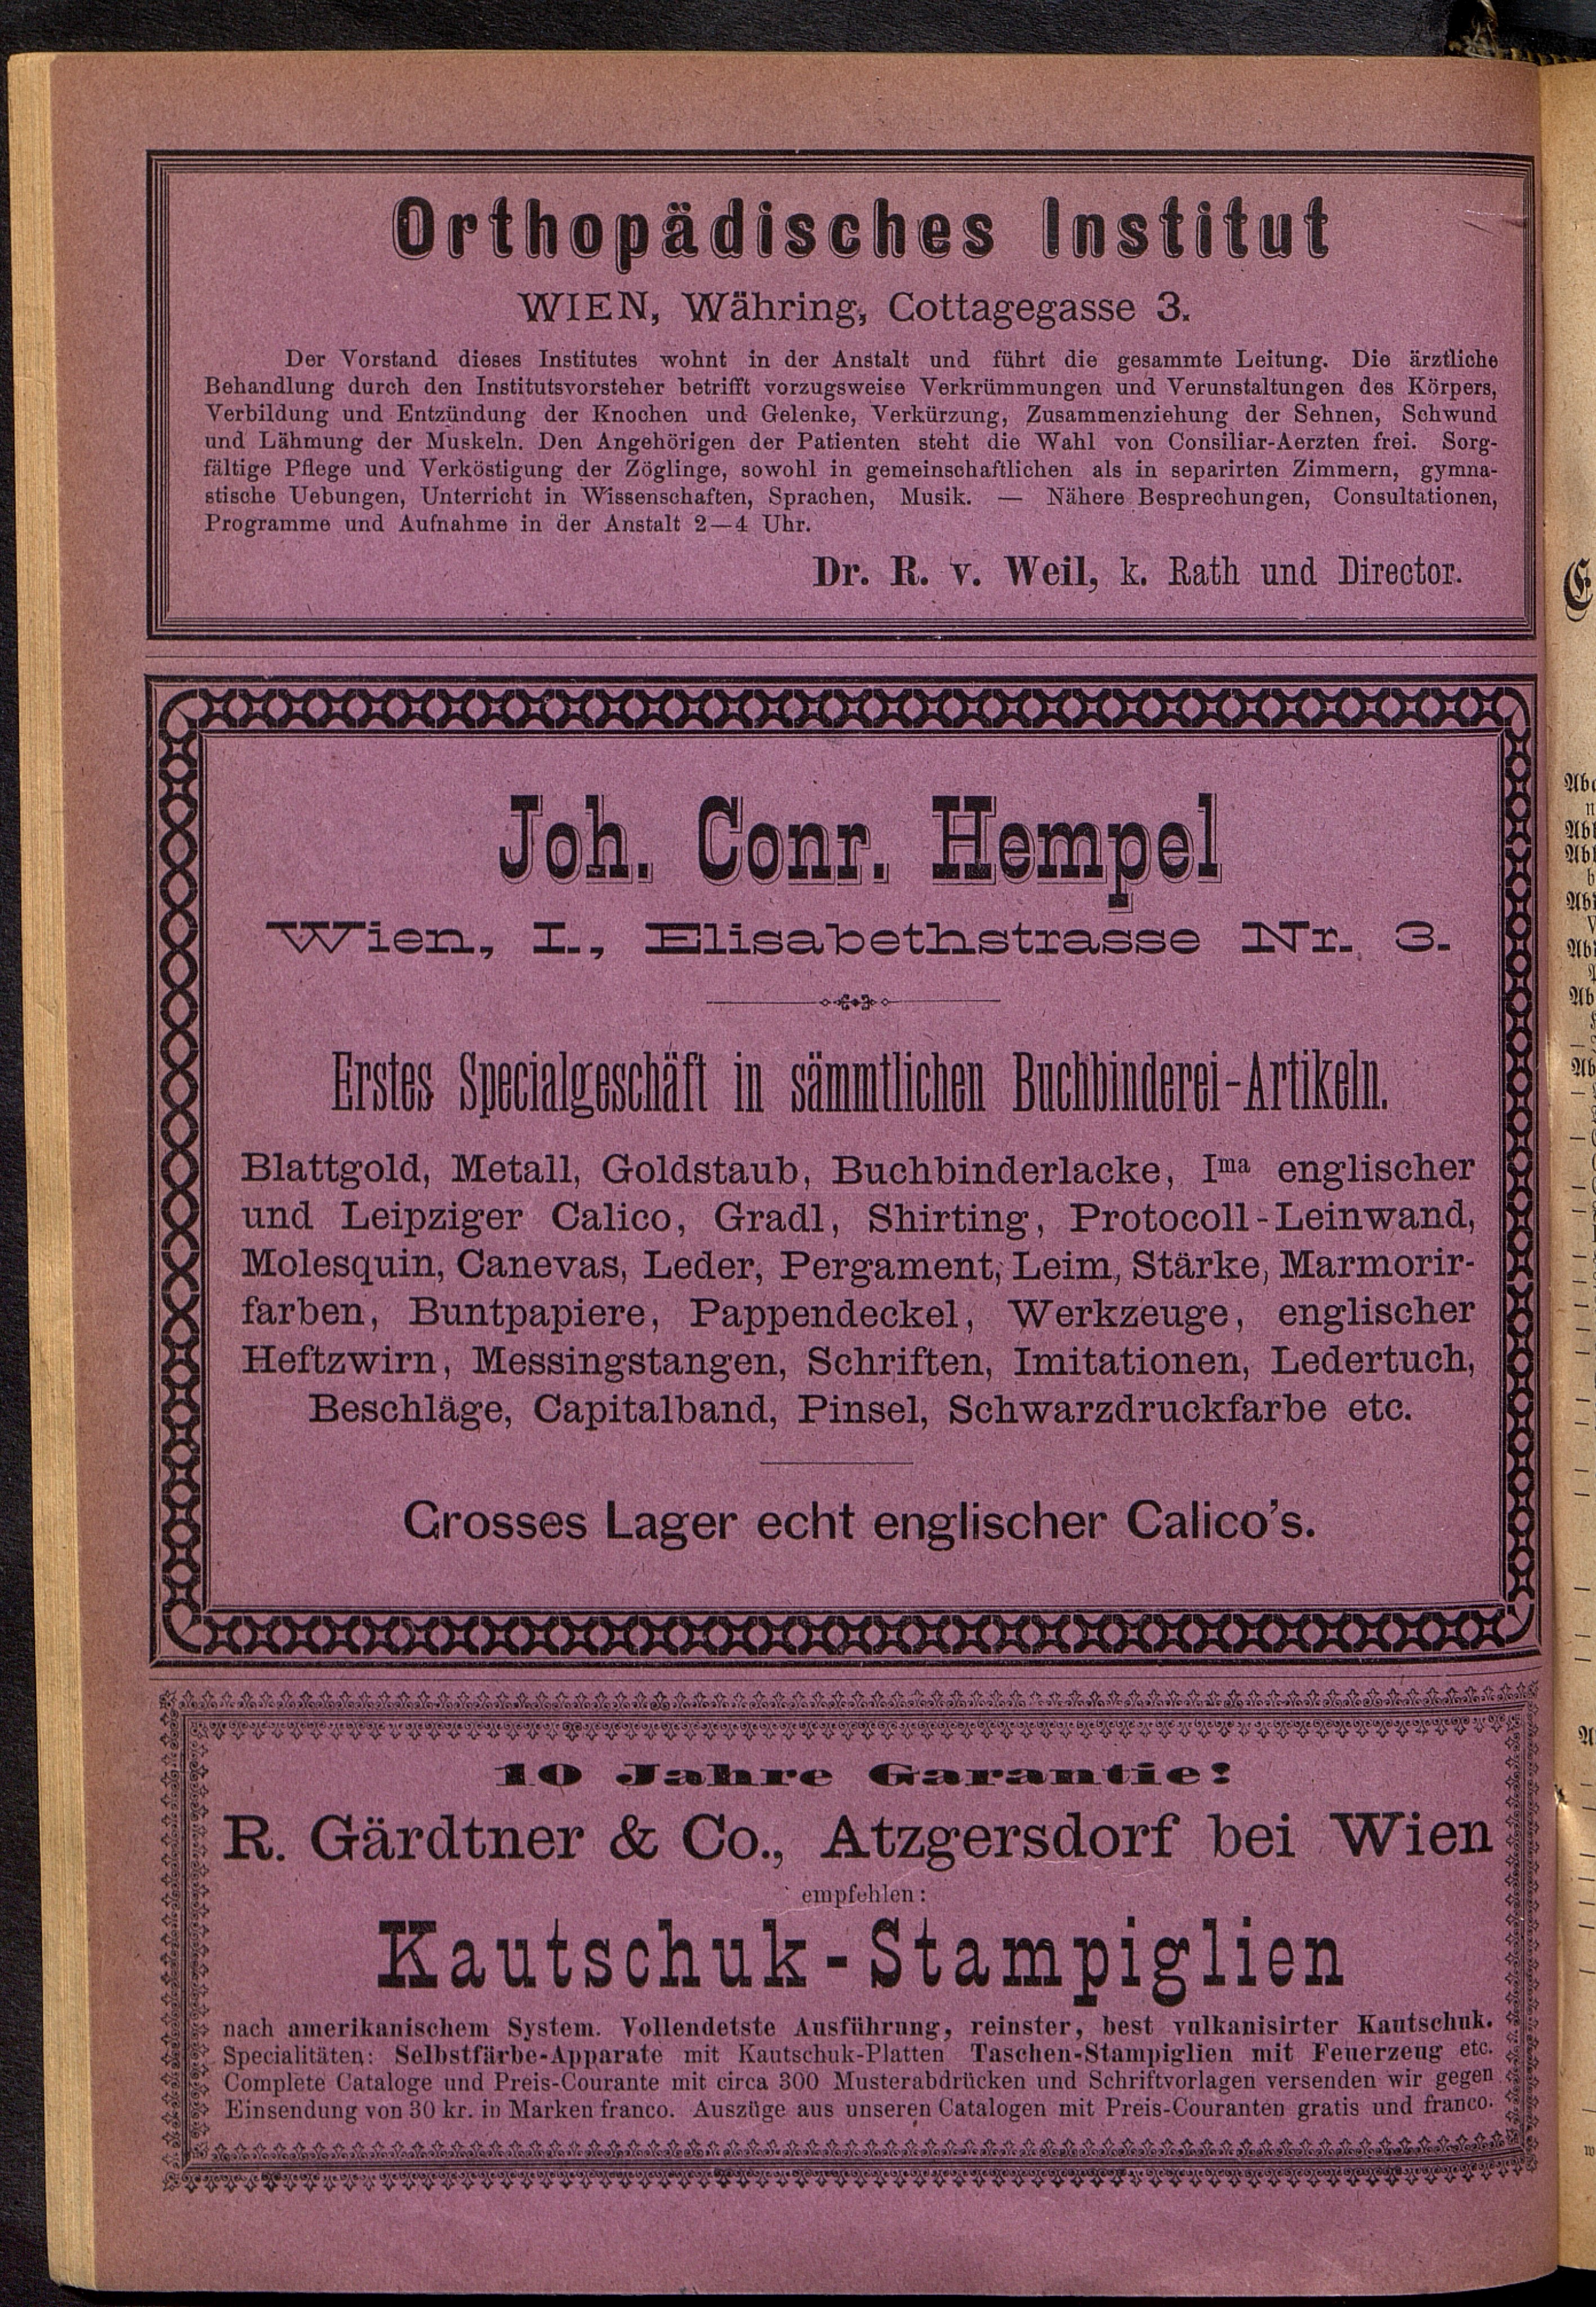 Orthopädisches Institut
WIEN, Währing, Cottagegasse 3.
Der Vorstand dieses Institutes wohnt in der Anstalt und führt die gesammte Leitung. Die ärztliche
Behandlung durch den Institutsvorsteher betrifft vorzugsweise Verkrümmungen und Verunstaltungen des Körpers,
Verbildung und Entzündung der Knochen und Gelenke, Verkürzung, Zusammenziehung der Sehnen, Schwund
und Lähmung der Muskeln. Den Angehörigen der Patienten steht die Wahl von Consiliar-Aerzten frei. Sorg-
fältige Pflege und Verköstigung der Zöglinge, sowohl in gemeinschaftlichen als in separirten Zimmern, gymna-
stische Uebungen, Unterricht in Wissenschaften, Sprachen, Musik. — Nähere Besprechungen, Consultationen,
Programme und Aufnahme in der Anstalt 2—4 Uhr.
Dr. R. v. Weil, k. Rath und Director.
Joh. Conr. Hempel
Wien, I., Elisabethstrasse Nr. 3.
Erstes Specialgeschäft in sämmtlichen Buchbinderei-Artikeln.
Blattgold, Metall, Goldstaub, Buchbinderlacke, Ima englischer
und Leipziger Calico, Gradl, Shirting, Protocoll-Leinwand,
Molesquin, Canevas, Leder, Pergament, Leim, Stärke, Marmorir-
farben, Buntpapiere, Pappendeckel, Werkzeuge, englischer
Heftzwirn, Messingstangen, Schriften, Imitationen, Ledertuch,
Beschläge, Capitalband, Pinsel, Schwarzdruckfarbe etc.
Grosses Lager echt englischer Calico's.
10 Jahre Garantie!
R. Gärdtner & Co., Atzgersdorf bei Wien
empfehlen:
Kautschuk-Stampiglien
nach amerikanischem System. Vollendetste Ausführung, reinster, best vulkanisirter Kautschuk.
Specialitäten: Selbstfärbe-Apparate mit Kautschuk-Platten Taschen-Stampiglien mit Feuerzeug etc.
Complete Cataloge und Preis-Courante mit circa 300 Musterabdrücken und Schriftvorlagen versenden wir gegen
Einsendung von 30 kr. in Marken franco. Auszüge aus unseren Catalogen mit Preis-Couranten gratis und franco.